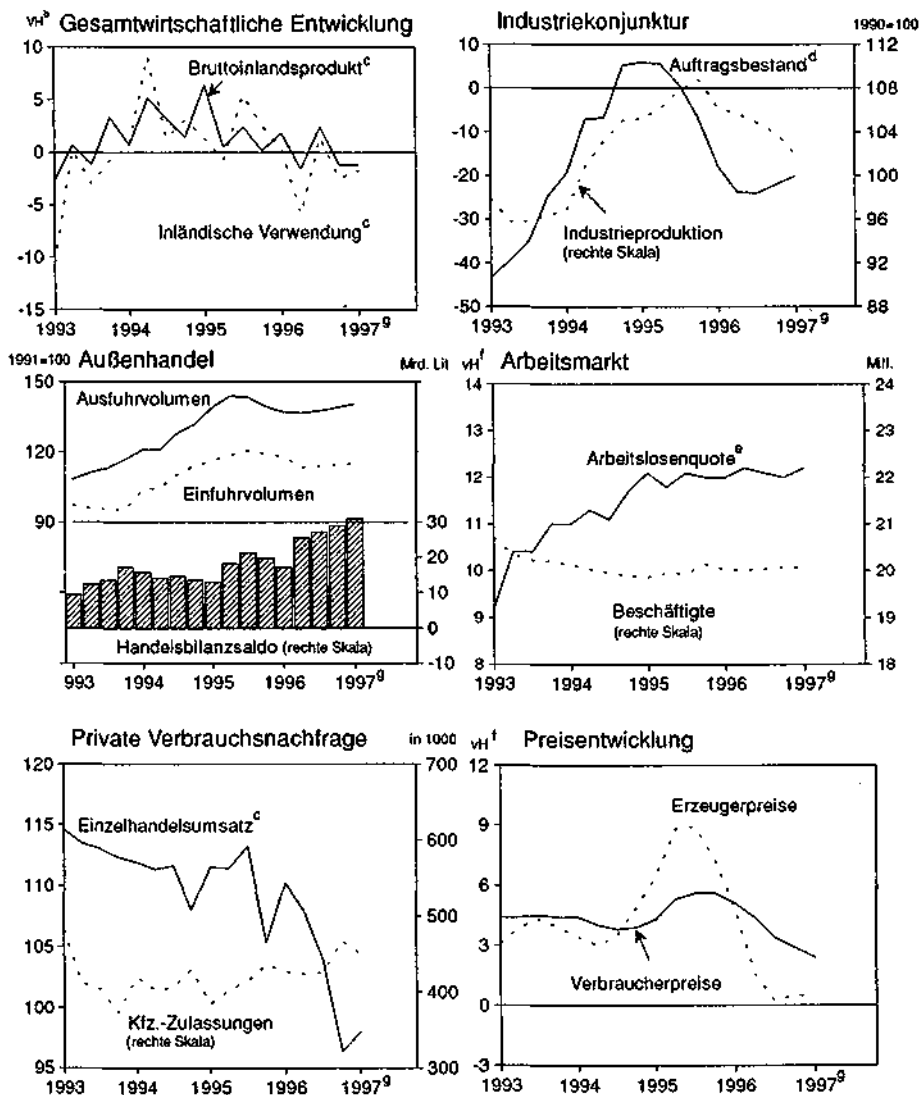 vH^b Gesamtwirtschaftliche Entwicklung
10
5
0
-5
-10
-15
Bruttoinlandsprodukt^c
Inländische Verwendung^c
1993 1994 1995 1996 1997^g
Industriekonjunktur 1990=100
10
0
-10
-20
-30
-40
-50
112
108
104
100
96
92
88
Auftragsbestand^d
Industrieproduktion
(rechte Skala)
1993 1994 1995 1996 1997^g
1991=100 Außenhandel Mrd. Lit
150
120
90
30
20
10
0
-10
Ausfuhrvolumen
Einfuhrvolumen
Handelsbilanzsaldo (rechte Skala)
993 1994 1995 1996 1997^g
vH^f Arbeitsmarkt Mill.
14
13
12
11
10
9
8
24
23
22
21
20
19
18
Arbeitslosenquote^e
Beschäftigte
(rechte Skala)
1993 1994 1995 1996 1997^g
Private Verbrauchsnachfrage in 1000
120
115
110
105
100
95
700
600
500
400
300
Einzelhandelsumsatz^c
Kfz.-Zulassungen
(rechte Skala)
1993 1994 1995 1996 1997^g
vH^f Preisentwicklung
12
9
6
3
0
-3
Erzeugerpreise
Verbraucherpreise
1993 1994 1995 1996 1997^g